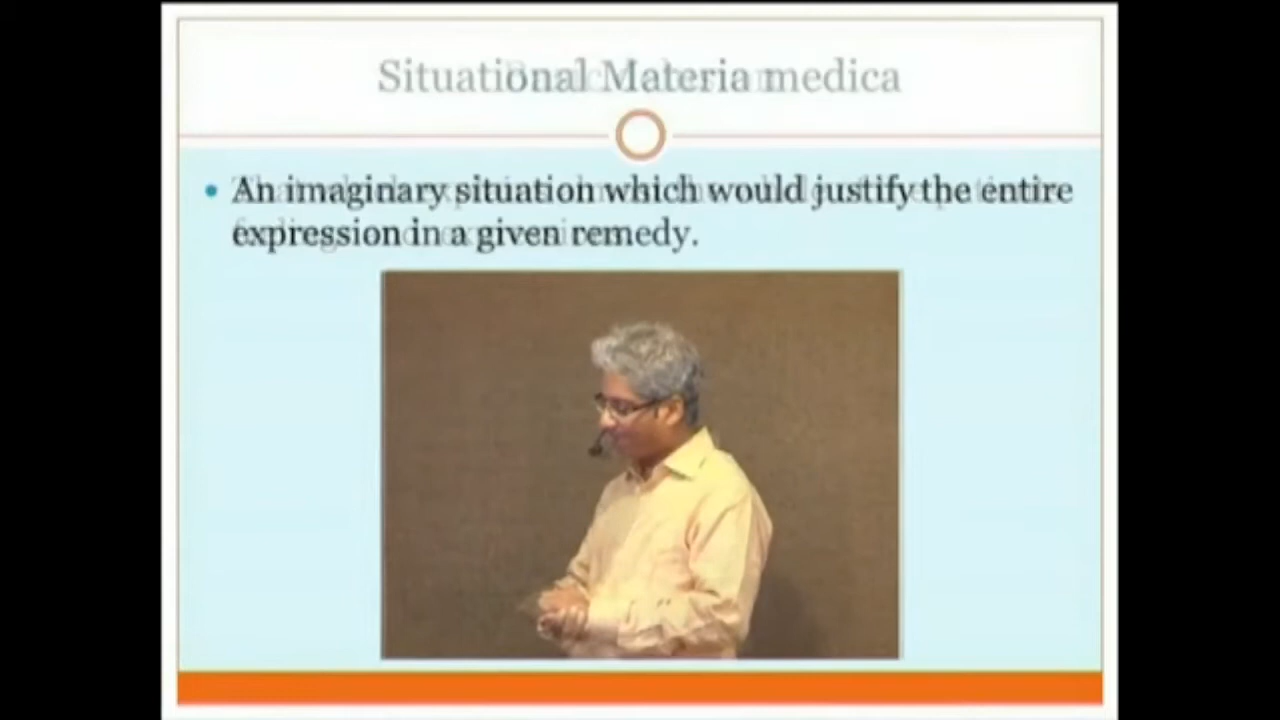 Situational Materia medica
An imaginary situation which would justify the entire
expression in a given remedy.